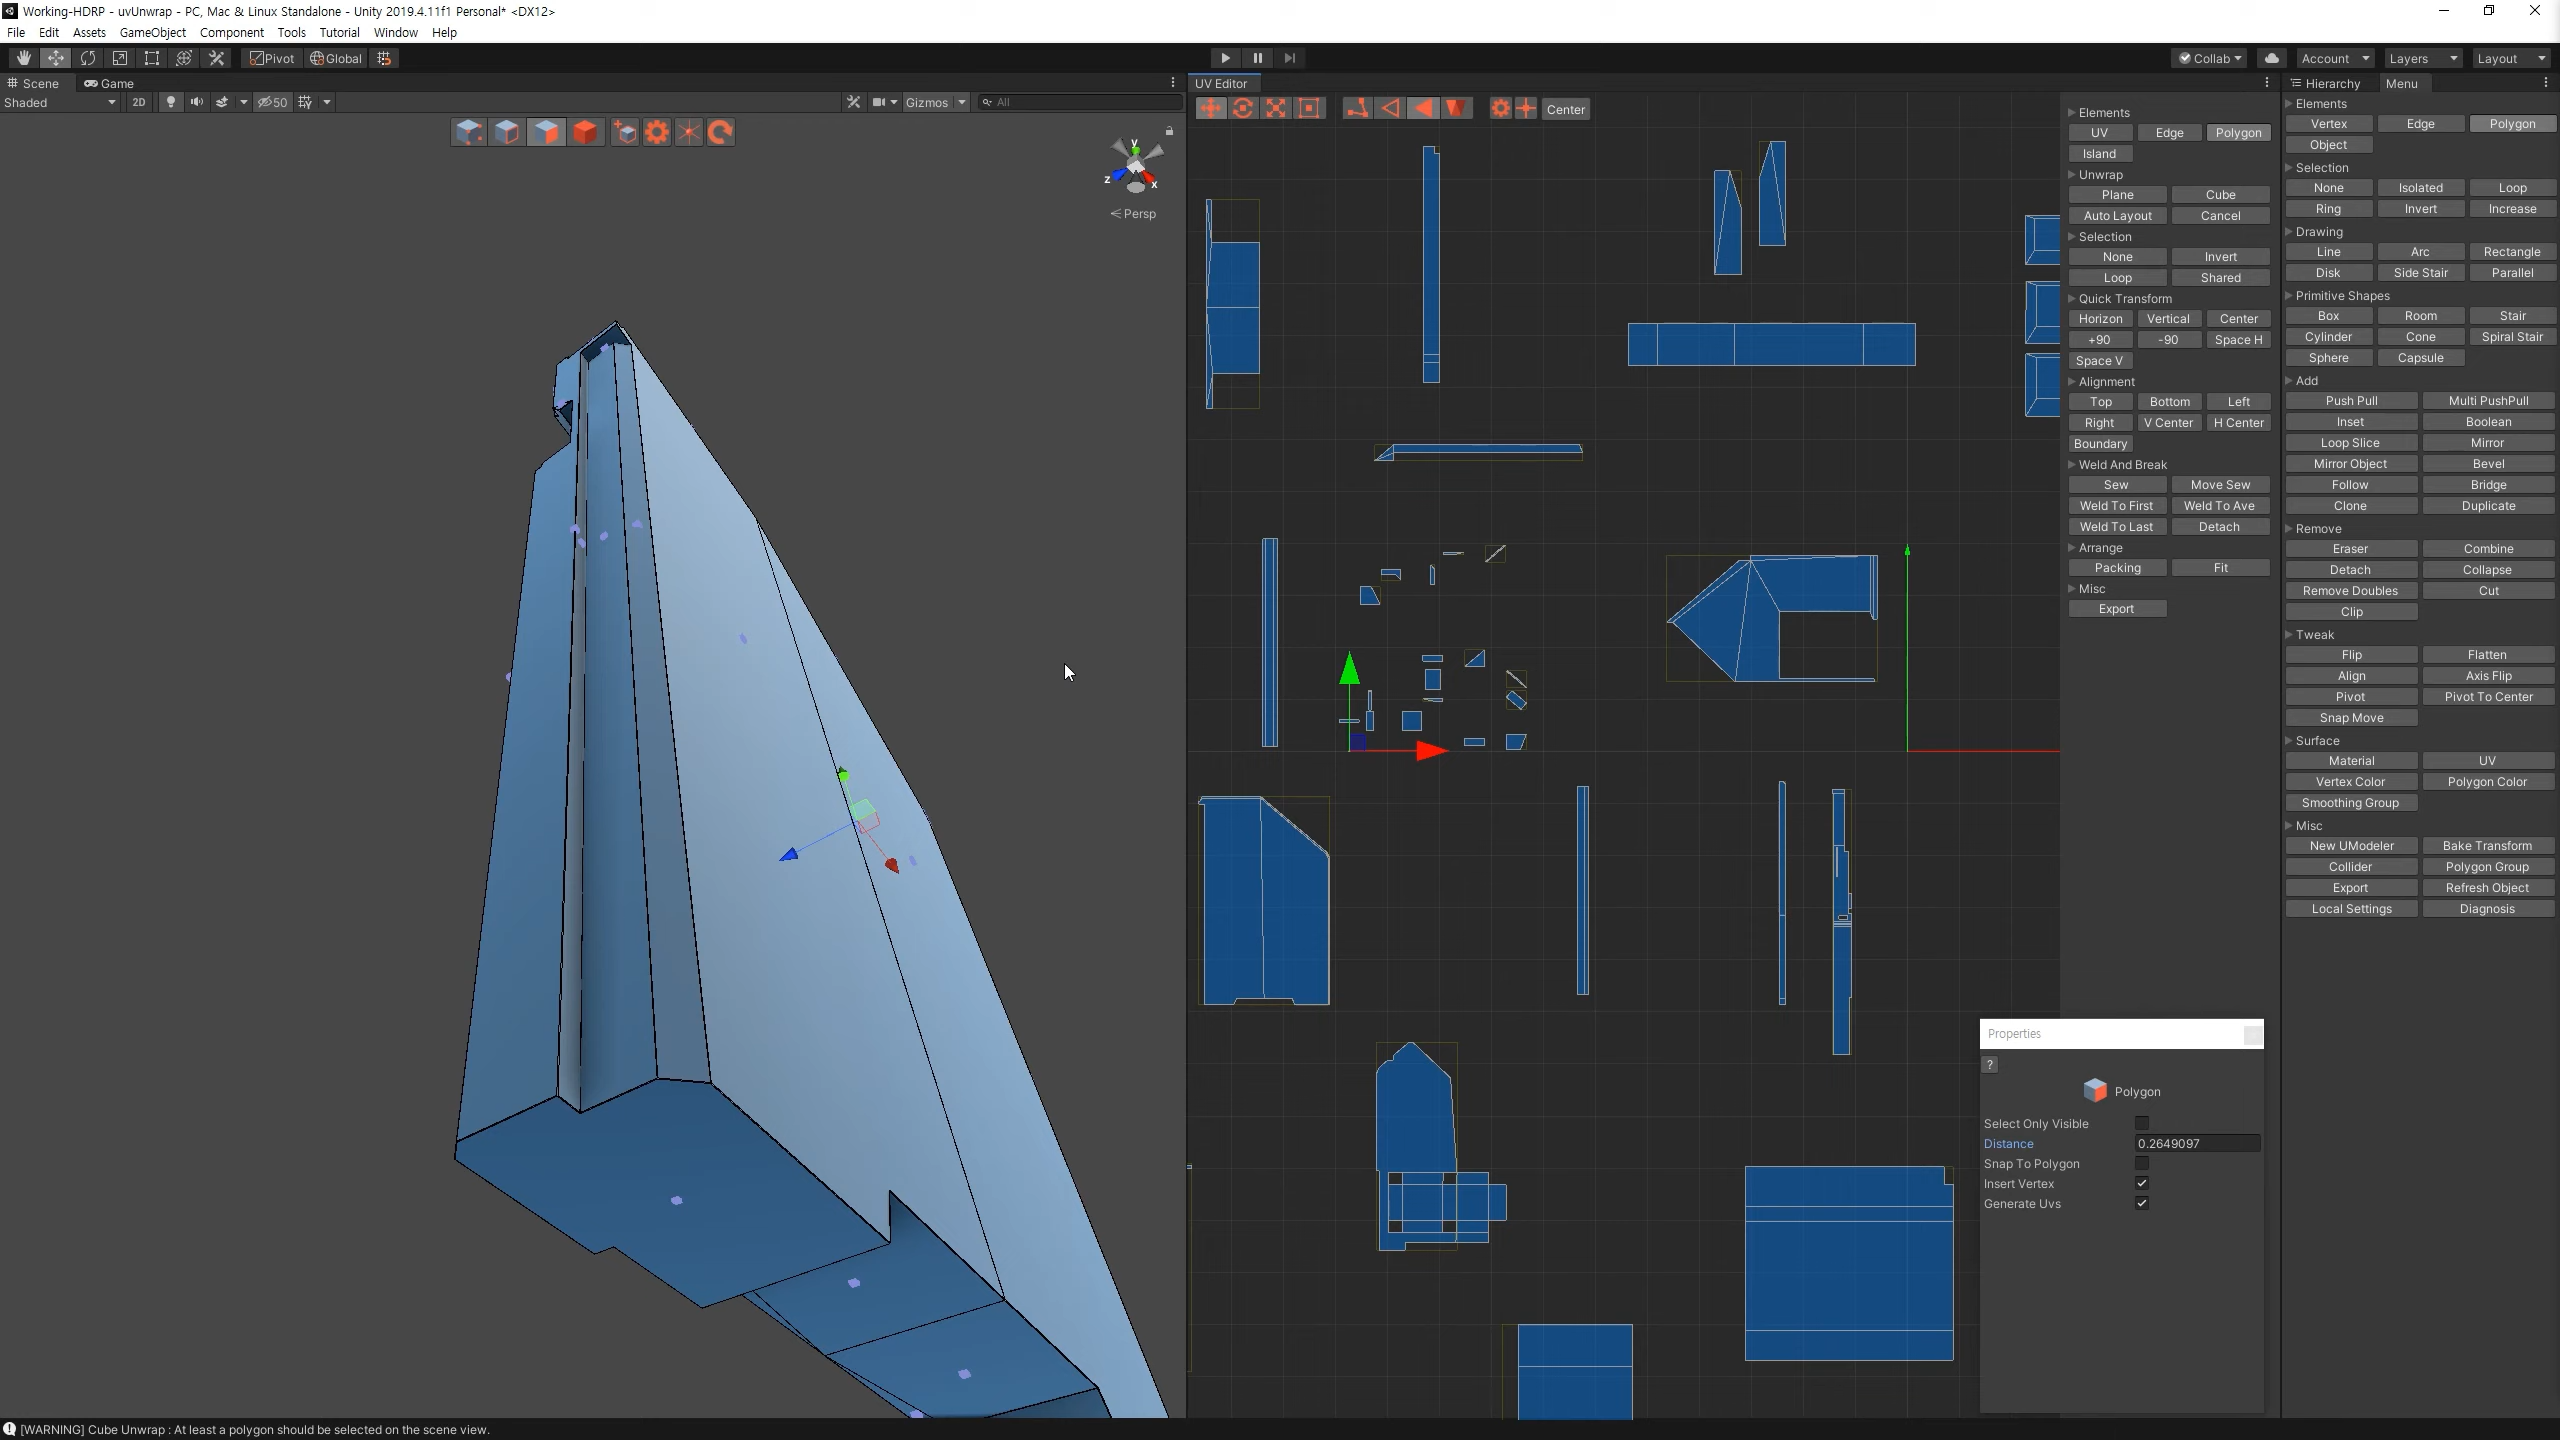 Working-HDRP - uvUnwrap - PC, Mac & Linux Standalone - Unity 2019.4.11f1 Personal* <DX12>
File Edit Assets GameObject Component Tools Tutorial Window Help
Pivot Global
Collab Account Layers Layout
Scene Game
Shaded 2D 50 Gizmos All
y
z x
Persp
UV Editor
Center
Elements
UV Edge Polygon
Island
Unwrap
Plane Cube
Auto Layout Cancel
Selection
None Invert
Loop Shared
Quick Transform
Horizon Vertical Center
+90 -90 Space H
Space V
Alignment
Top Bottom Left
Right V Center H Center
Boundary
Weld And Break
Sew Move Sew
Weld To First Weld To Ave
Weld To Last Detach
Arrange
Packing Fit
Misc
Export
Properties
?
Polygon
Select Only Visible
Distance 0.2649097
Snap To Polygon
Insert Vertex
Generate Uvs
Hierarchy Menu
Elements
Vertex Edge Polygon
Object
Selection
None Isolated Loop
Ring Invert Increase
Drawing
Line Arc Rectangle
Disk Side Stair Parallel
Primitive Shapes
Box Room Stair
Cylinder Cone Spiral Stair
Sphere Capsule
Add
Push Pull Multi PushPull
Inset Boolean
Loop Slice Mirror
Mirror Object Bevel
Follow Bridge
Clone Duplicate
Remove
Eraser Combine
Detach Collapse
Remove Doubles Cut
Clip
Tweak
Flip Flatten
Align Axis Flip
Pivot Pivot To Center
Snap Move
Surface
Material UV
Vertex Color Polygon Color
Smoothing Group
Misc
New UModeler Bake Transform
Collider Polygon Group
Export Refresh Object
Local Settings Diagnosis
[WARNING] Cube Unwrap : At least a polygon should be selected on the scene view.